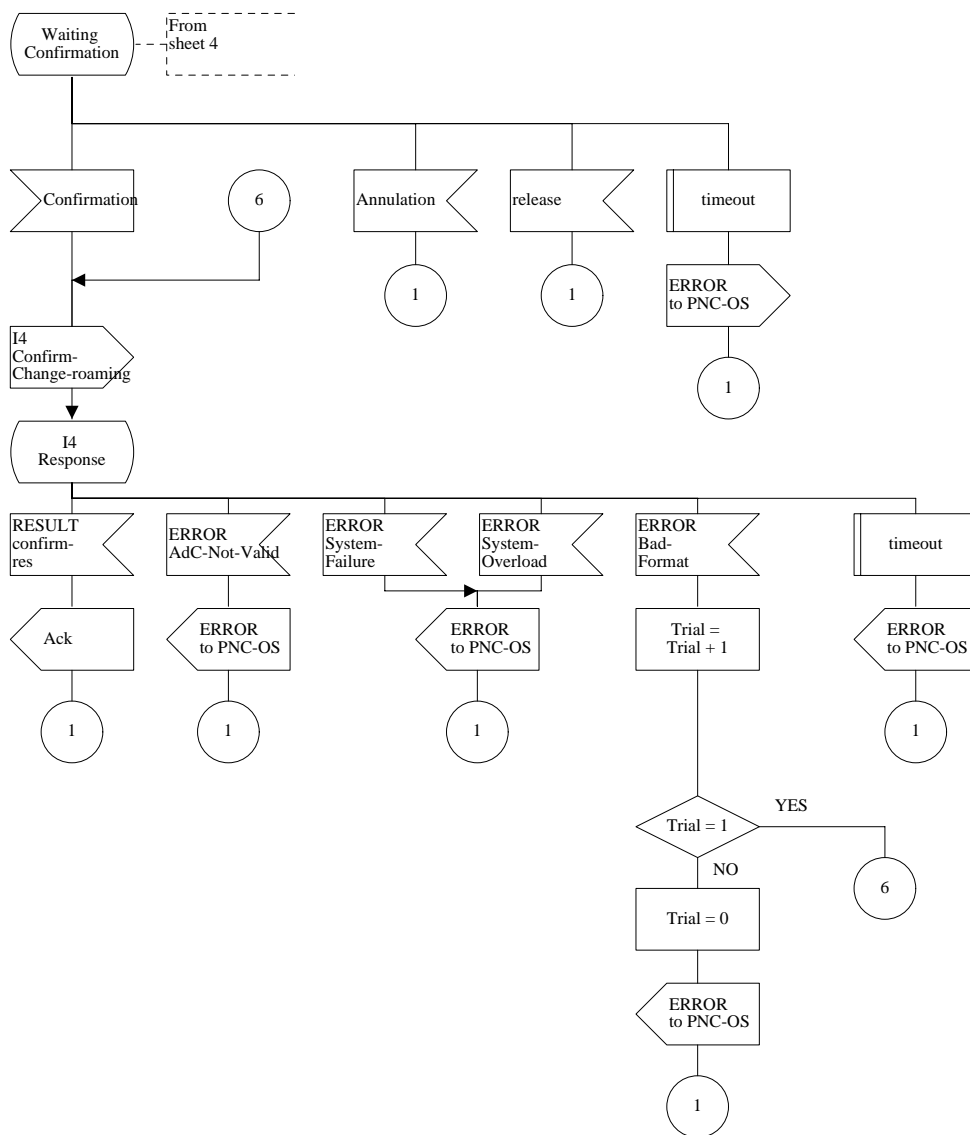 Waiting
Confirmation
From
sheet 4
Confirmation
6
Annulation
release
timeout
1
1
ERROR
to PNC-OS
I4
Confirm-
Change-roaming
1
I4
Response
RESULT
confirm-
res
ERROR
AdC-Not-Valid
ERROR
System-
Failure
ERROR
System-
Overload
ERROR
Bad-
Format
timeout
Ack
ERROR
to PNC-OS
ERROR
to PNC-OS
Trial =
Trial + 1
ERROR
to PNC-OS
1
1
1
1
Trial = 1
YES
NO
6
Trial = 0
ERROR
to PNC-OS
1